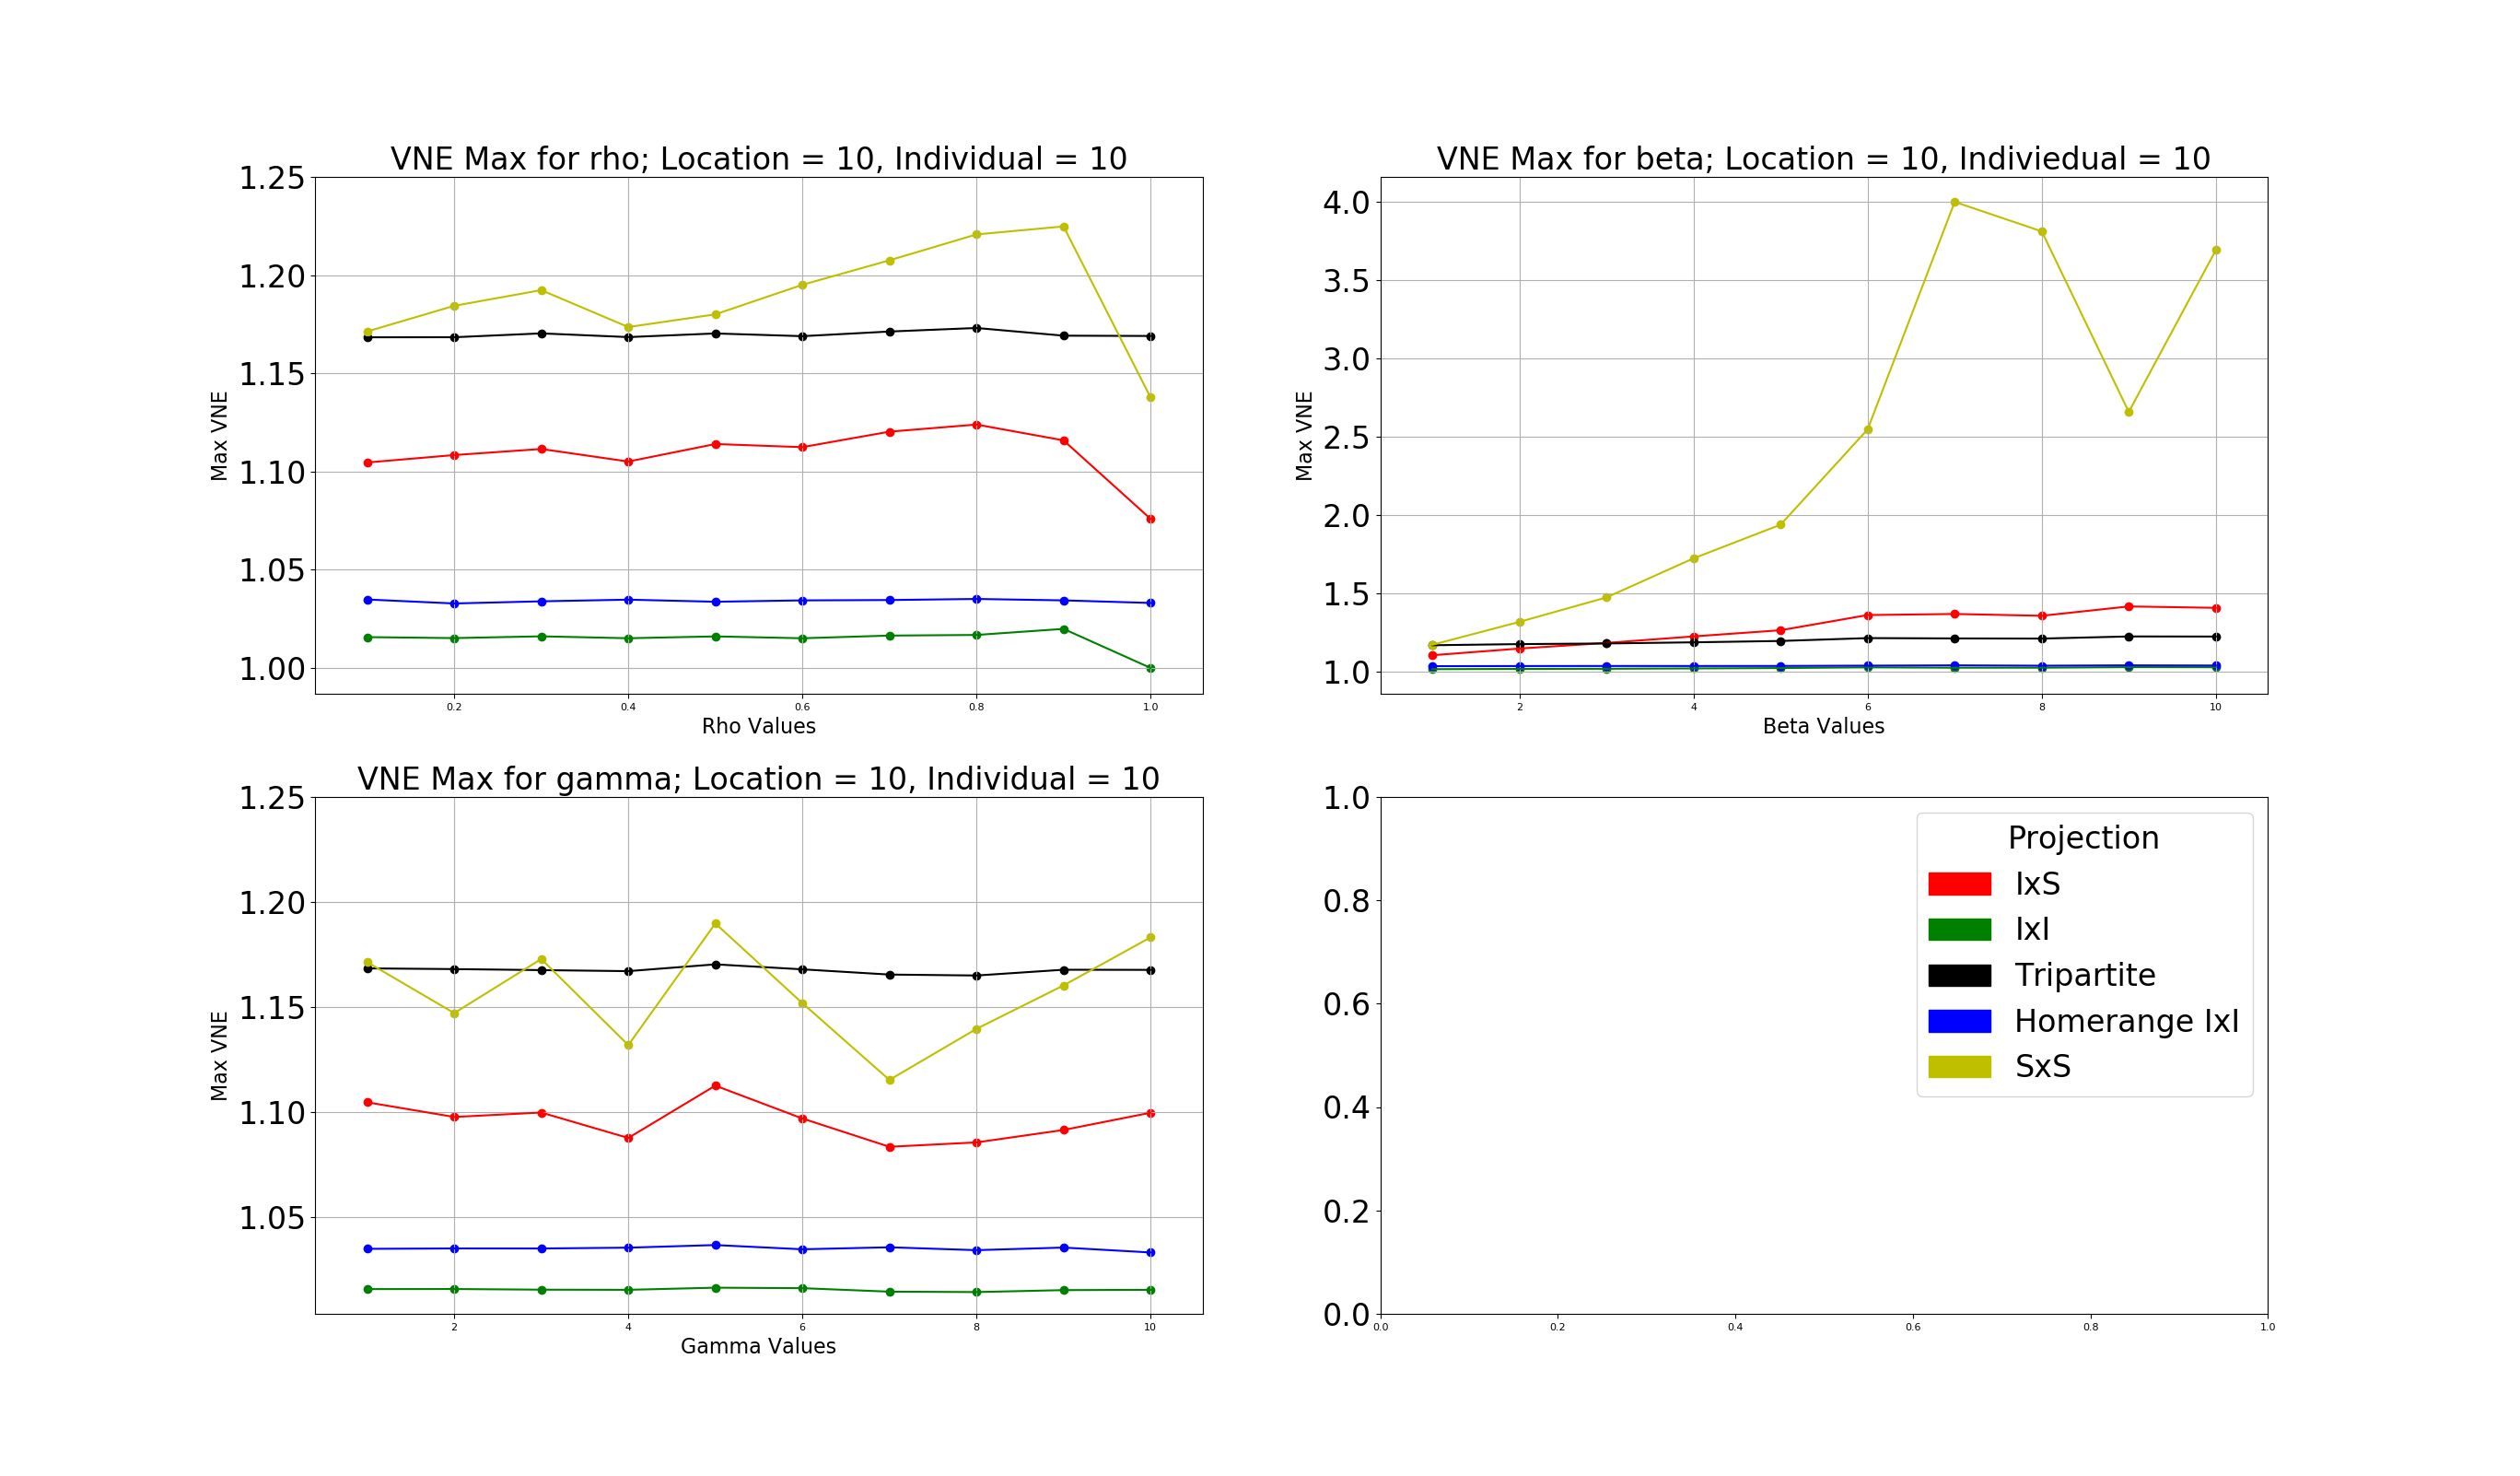 VNE Max for rho; Location = 10, Individual = 10
1.25
1.20
1.15
1.10
1.05
1.00
Max VNE
0.2 0.4 0.6 0.8 1.0
Rho Values
VNE Max for beta; Location = 10, Indiviedual = 10
4.0
3.5
3.0
2.5
2.0
1.5
1.0
Max VNE
2 4 6 8 10
Beta Values
VNE Max for gamma; Location = 10, Individual = 10
1.25
1.20
1.15
1.10
1.05
Max VNE
2 4 6 8 10
Gamma Values
1.0
0.8
0.6
0.4
0.2
0.0
0.0 0.2 0.4 0.6 0.8 1.0
Projection
IxS
IxI
Tripartite
Homerange IxI
SxS